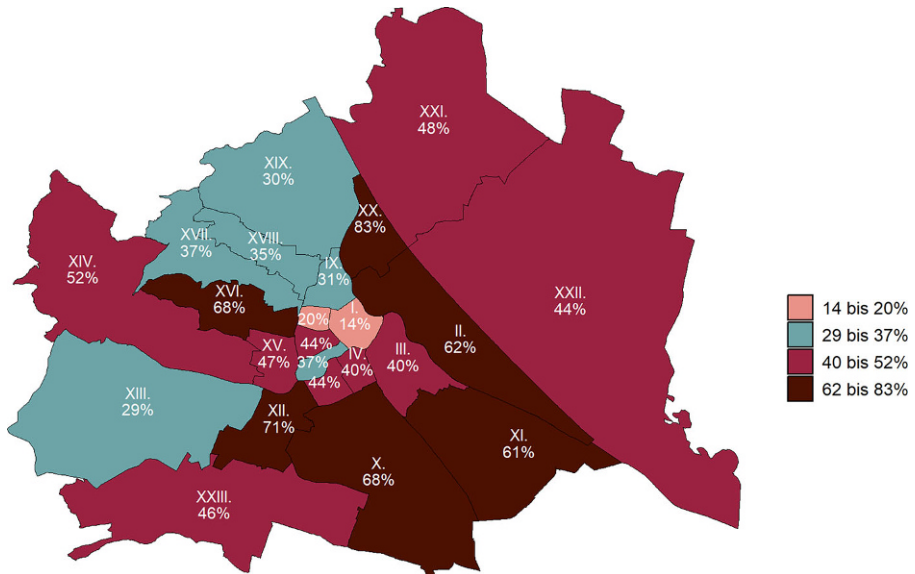 XXI.
48%
XIX.
30%
XX.
83%
XVII.
37%
XVIII.
35%
XIV.
52%
IX.
31%
XVI.
68%
XXII.
44%
20%
I.
14%
II.
62%
44%
XV.
47%
37%
IV.
40%
III.
40%
44%
XIII.
29%
XII.
71%
XI.
61%
X.
68%
XXIII.
46%
14 bis 20%
29 bis 37%
40 bis 52%
62 bis 83%